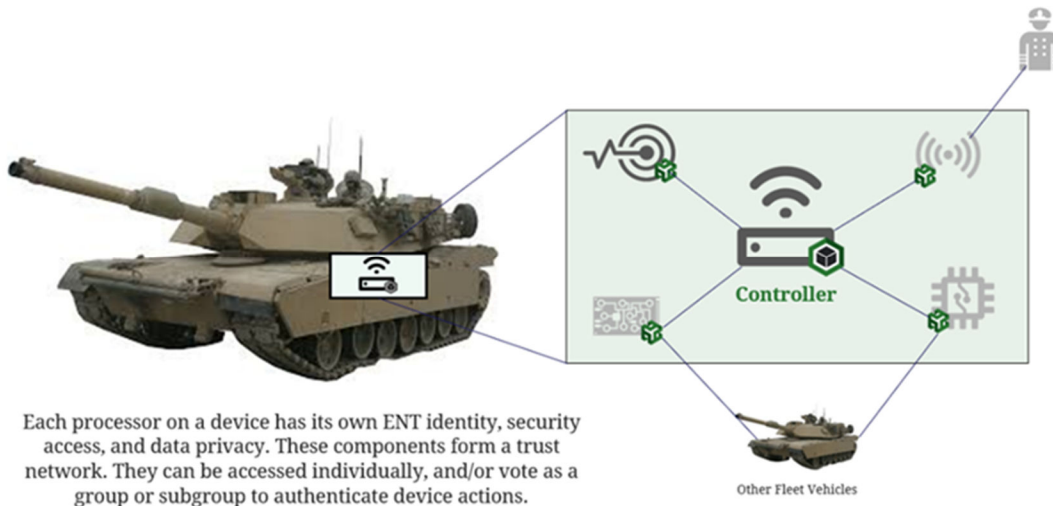 Controller
Each processor on a device has its own ENT identity, security
access, and data privacy. These components form a trust
network. They can be accessed individually, and/or vote as a
group or subgroup to authenticate device actions.
Other Fleet Vehicles